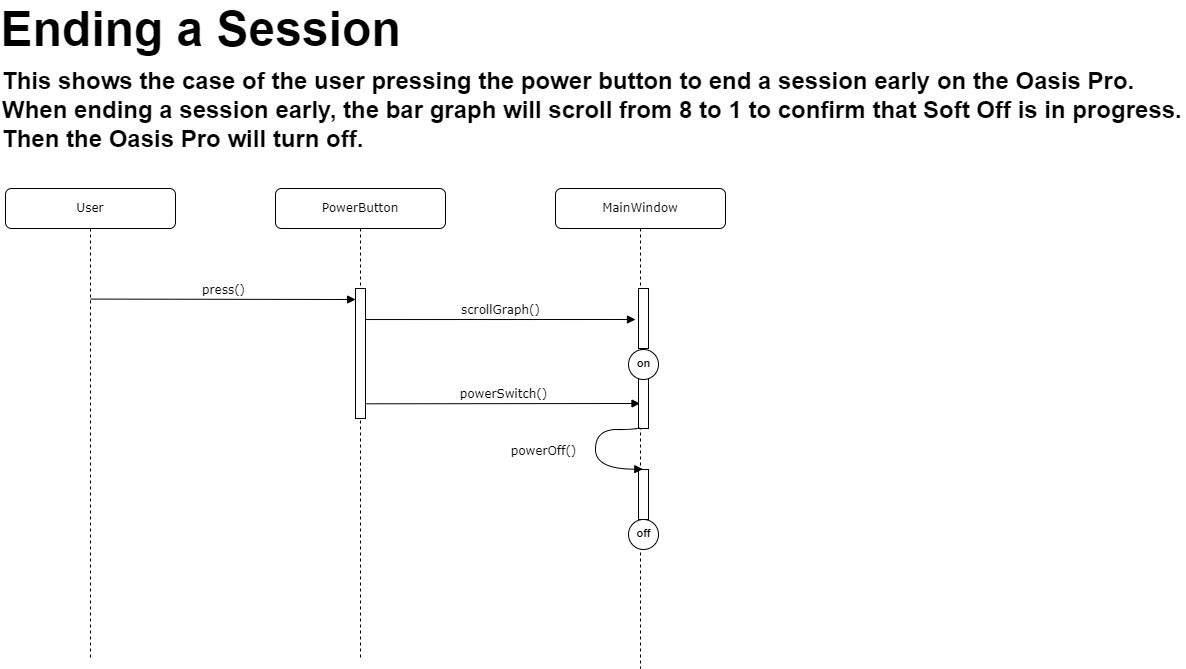 Ending a Session
This shows the case of the user pressing the power button to end a session early on the Oasis Pro.
When ending a session early, the bar graph will scroll from 8 to 1 to confirm that Soft Off is in progress.
Then the Oasis Pro will turn off.
User
PowerButton
MainWindow
press()
scrollGraph()
on
powerSwitch()
powerOff()
off